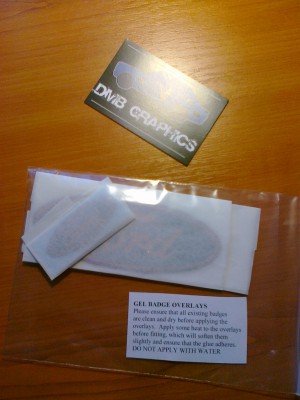 DMB GRAPHICS
GEL BADGE OVERLAYS
Please ensure that all existing badges
are clean and dry before applying the
overlays. Apply some heat to the overlays
before fitting, which will soften them
slightly and ensure that the glue adheres.
DO NOT APPLY WITH WATER